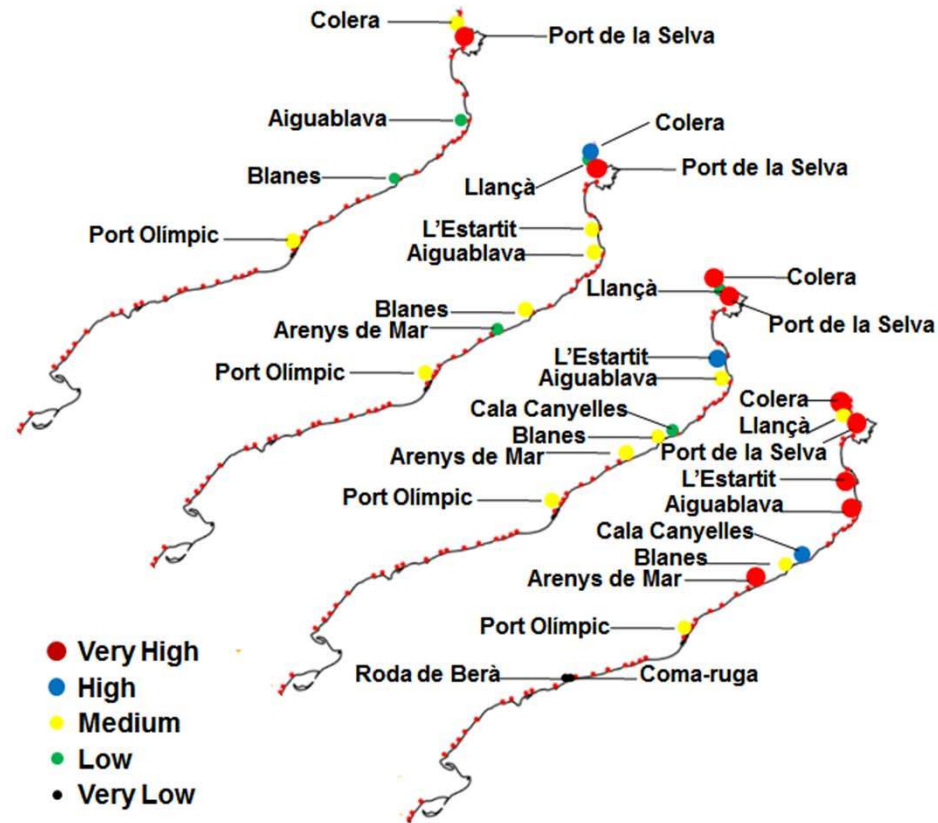 Colera
Port de la Selva
Aiguablava
Blanes
Port Olímpic
Colera
Port de la Selva
Llançà
L'Estartit
Aiguablava
Blanes
Arenys de Mar
Port Olímpic
Colera
Llançà
Port de la Selva
L'Estartit
Aiguablava
Cala Canyelles
Blanes
Arenys de Mar
Port Olímpic
Colera
Llançà
Port de la Selva
L'Estartit
Aiguablava
Cala Canyelles
Blanes
Arenys de Mar
Port Olímpic
Roda de Berà
Coma-ruga
Very High
High
Medium
Low
Very Low